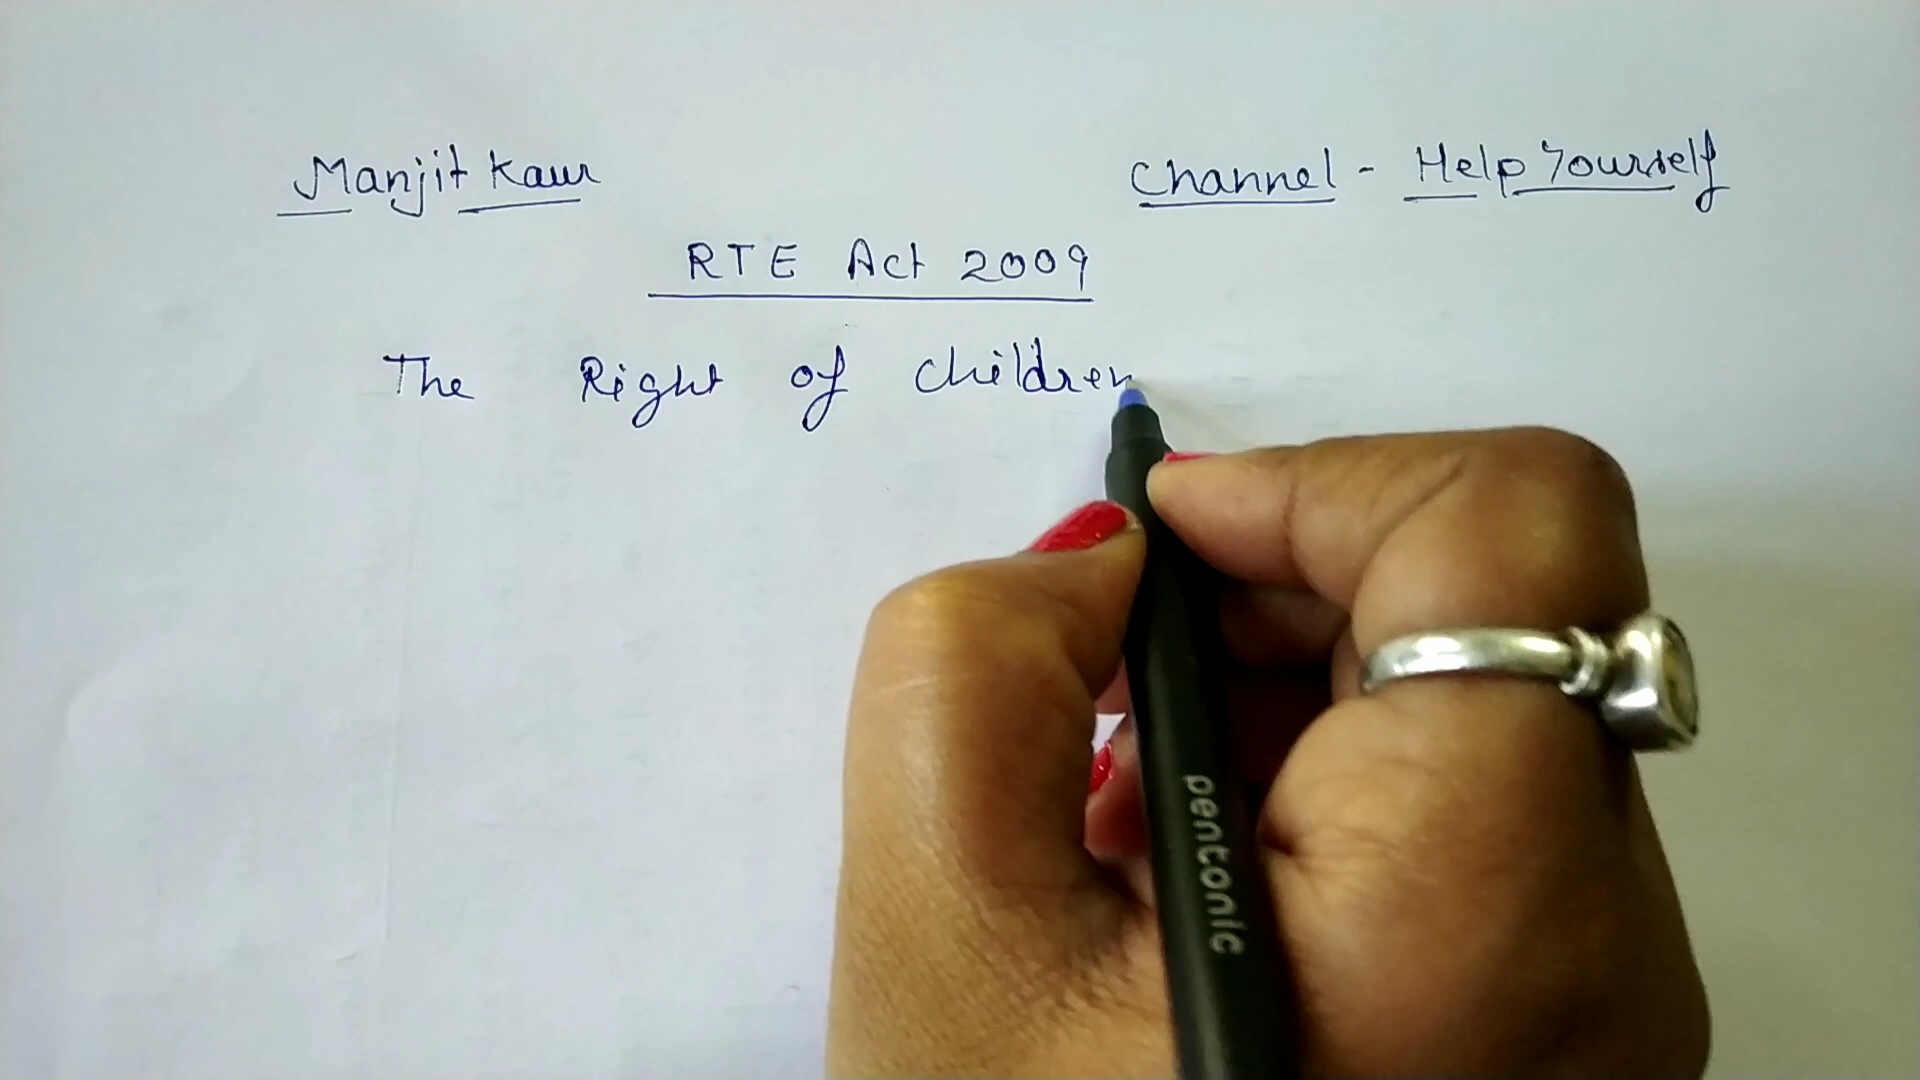 Manjit Kaur Channel - Help Yourself
RTE Act 2009
The Right of Children
pentonic